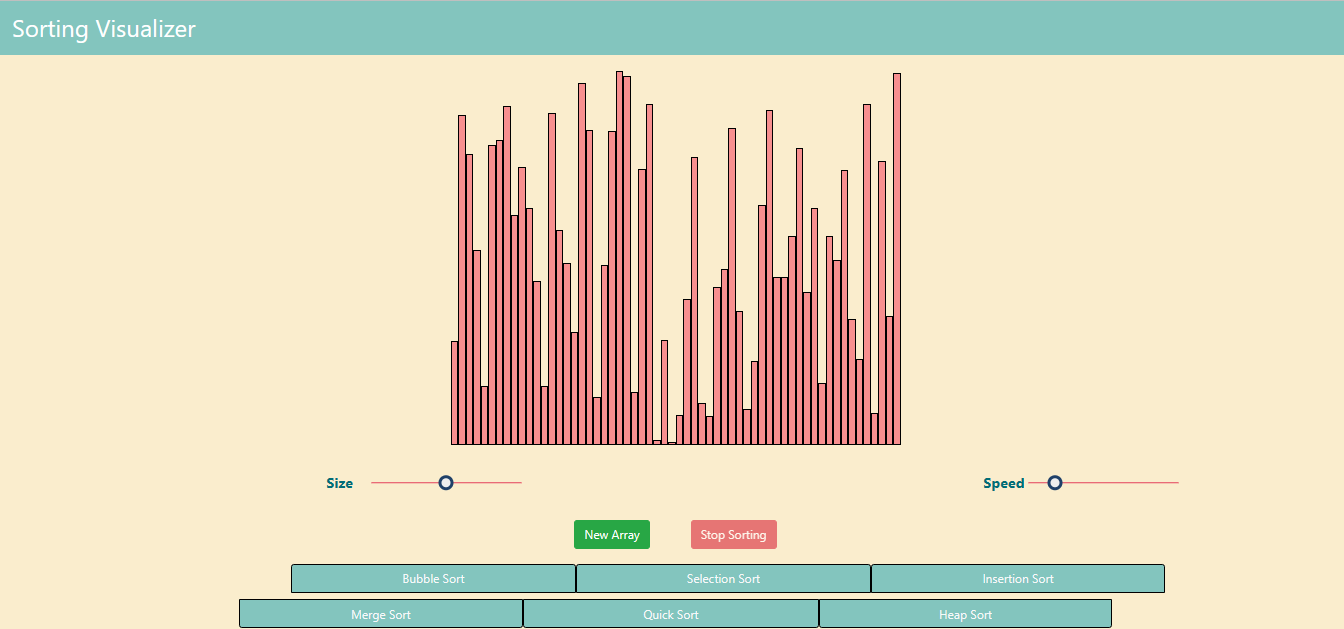 Sorting Visualizer
Size
Speed
New Array
Stop Sorting
Bubble Sort
Selection Sort
Insertion Sort
Merge Sort
Quick Sort
Heap Sort